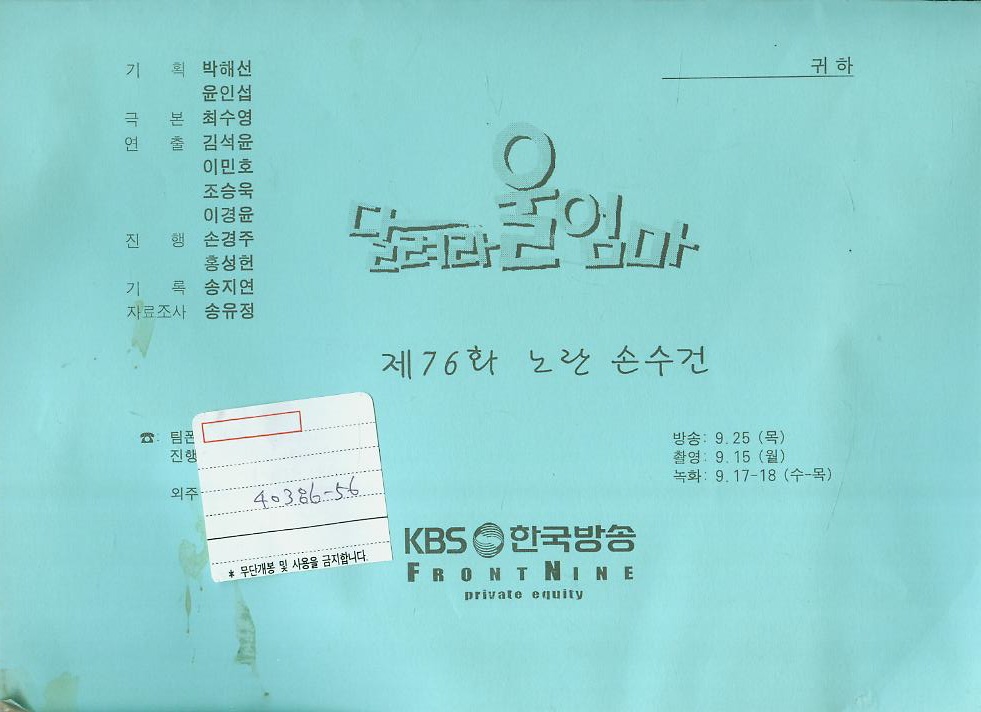 기 획 박해선
윤인섭
극 본 최수영
연 출 김석윤
이민호
조승욱
이경윤
진 행 손경주
홍성헌
기 록 송지연
자료조사 송유정
귀하
달려라 울엄마
제76화 노란 손수건
☎: 팀폰
진행
외주
40386-56
* 무단개봉 및 사용을 금지합니다.
방송: 9.25 (목)
촬영: 9.15 (월)
녹화: 9.17-18 (수-목)
KBS 한국방송
FRONTNINE
private equity